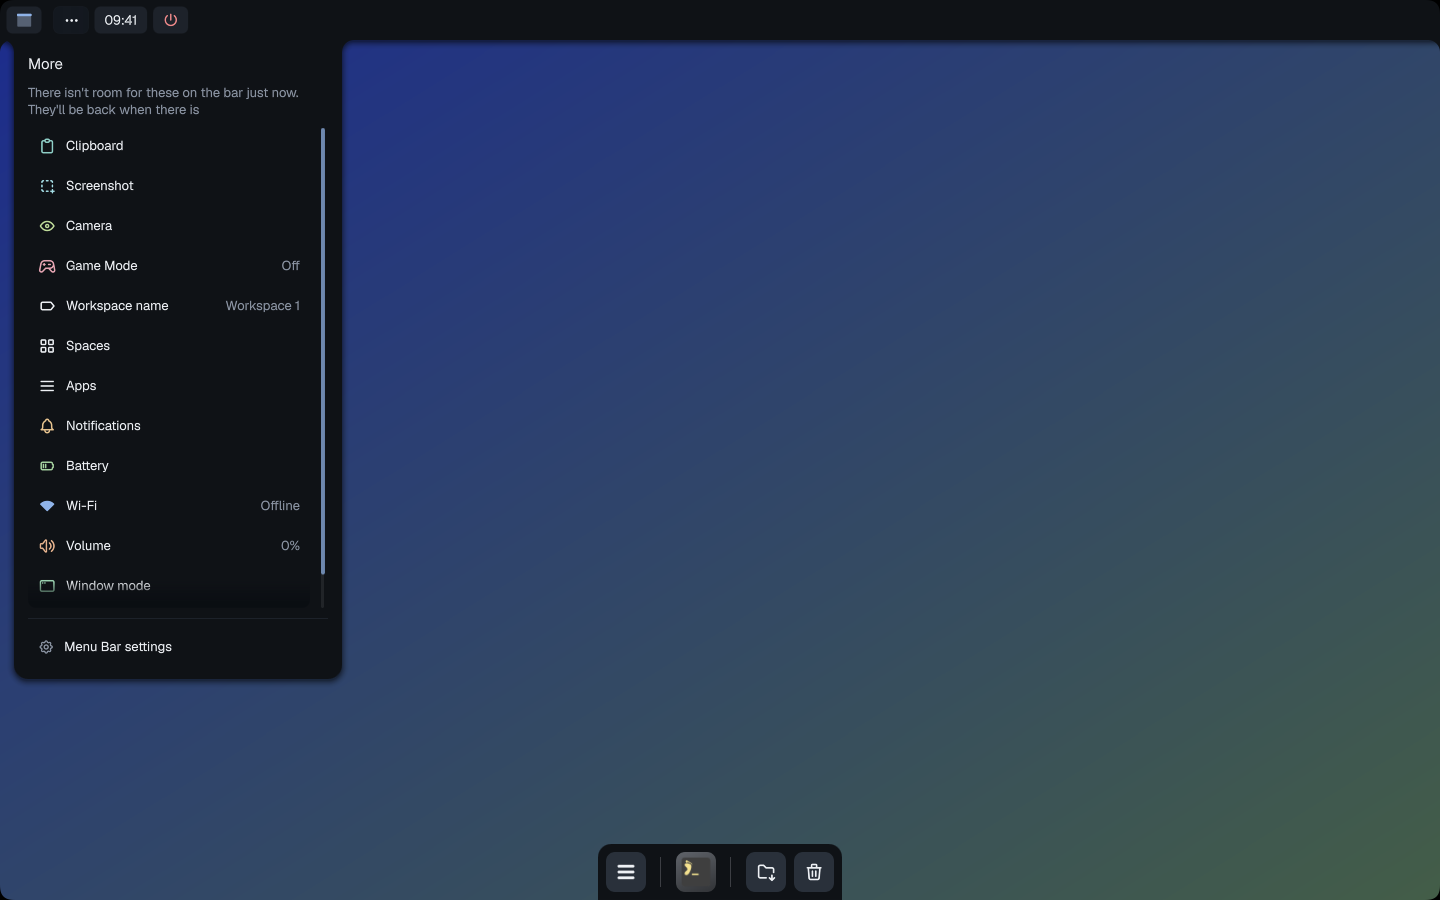 09:41
More
There isn't room for these on the bar just now.
They'll be back when there is
Clipboard
Screenshot
Camera
Game Mode Off
Workspace name Workspace 1
Spaces
Apps
Notifications
Battery
Wi-Fi Offline
Volume 0%
Window mode
Menu Bar settings